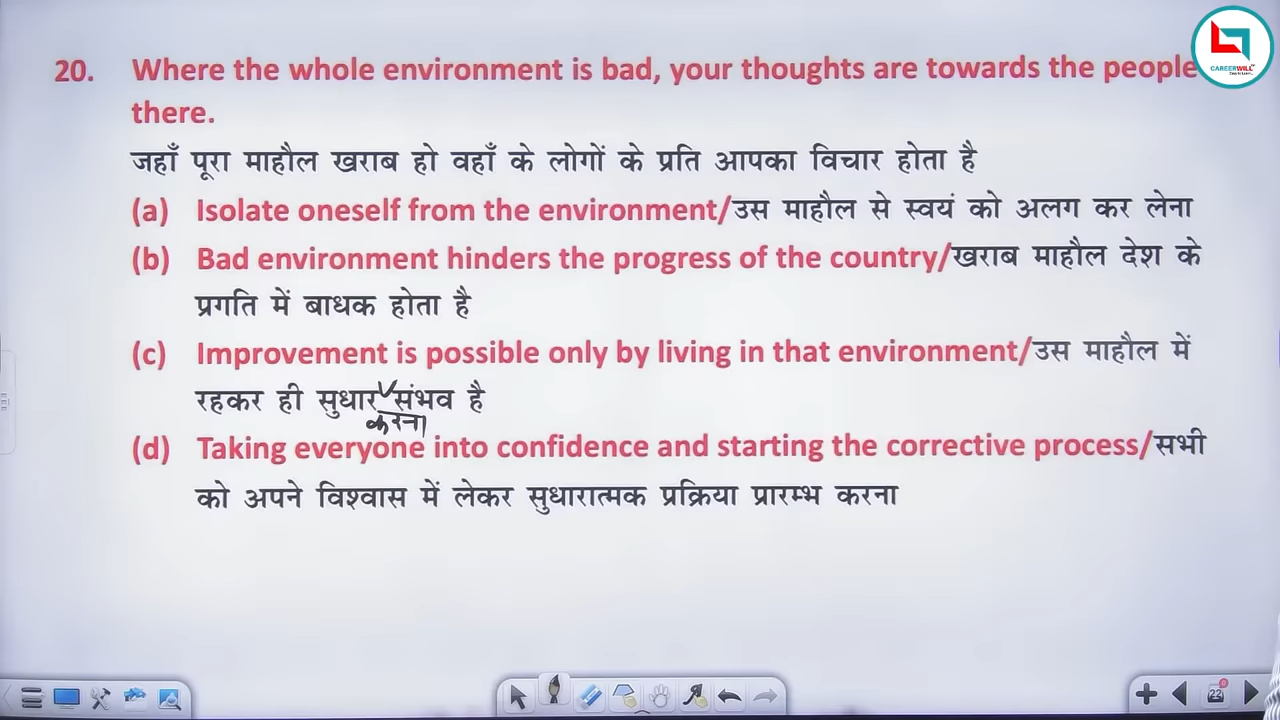 20. Where the whole environment is bad, your thoughts are towards the people
there.
जहाँ पूरा माहौल खराब हो वहाँ के लोगों के प्रति आपका विचार होता है
(a) Isolate oneself from the environment/उस माहौल से स्वयं को अलग कर लेना
(b) Bad environment hinders the progress of the country/खराब माहौल देश के
प्रगति में बाधक होता है
(c) Improvement is possible only by living in that environment/उस माहौल में
रहकर ही सुधार संभव है
करना
(d) Taking everyone into confidence and starting the corrective process/सभी
को अपने विश्वास में लेकर सुधारात्मक प्रक्रिया प्रारम्भ करना
CAREERWILL
23